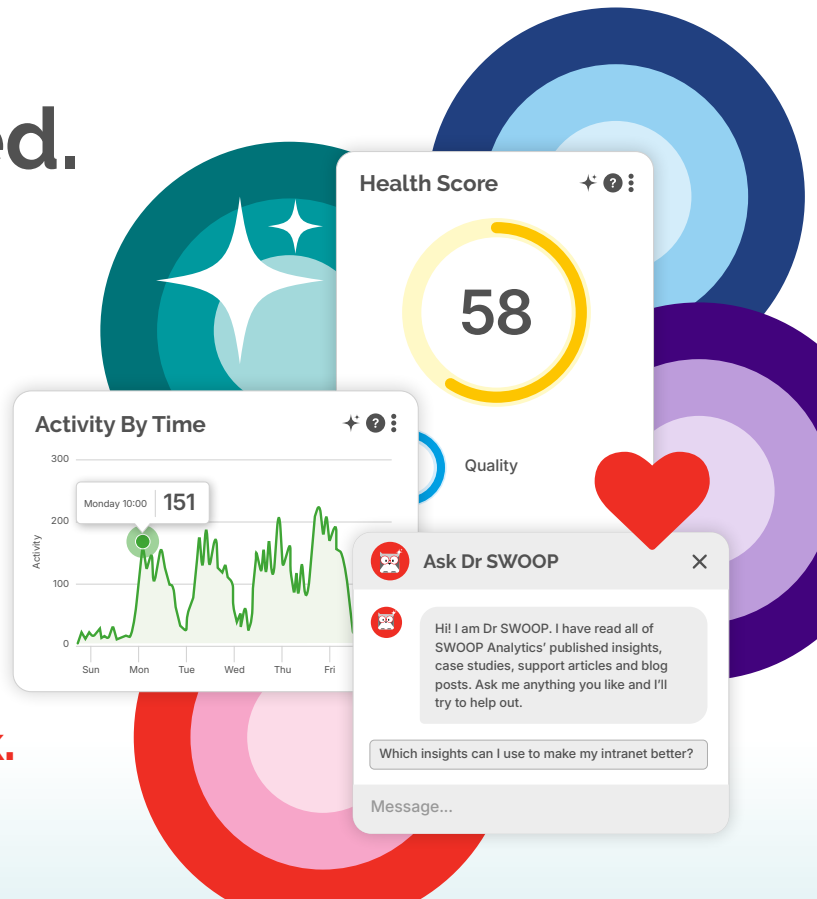 ed.
Health Score
?
58
Quality
Activity By Time
?
300
Monday 10:00 151
200
Activity
100
0
Sun Mon Tue Wed Thu Fri
Ask Dr SWOOP
Hi! I am Dr SWOOP. I have read all of
SWOOP Analytics’ published insights,
case studies, support articles and blog
posts. Ask me anything you like and I’ll
try to help out.
Which insights can I use to make my intranet better?
Message...